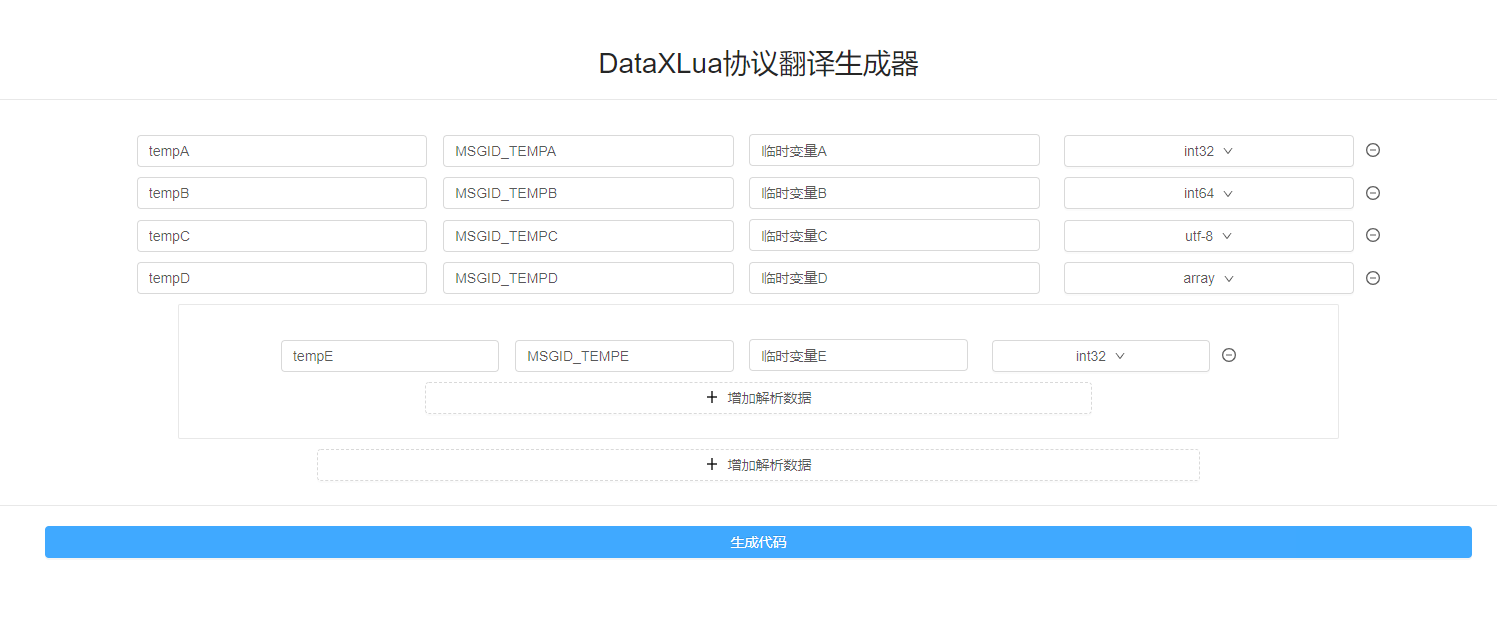 DataXLua协议翻译生成器
tempA MSGID_TEMPA 临时变量A int32
tempB MSGID_TEMPB 临时变量B int64
tempC MSGID_TEMPC 临时变量C utf-8
tempD MSGID_TEMPD 临时变量D array
tempE MSGID_TEMPE 临时变量E int32
+ 增加解析数据
+ 增加解析数据
生成代码